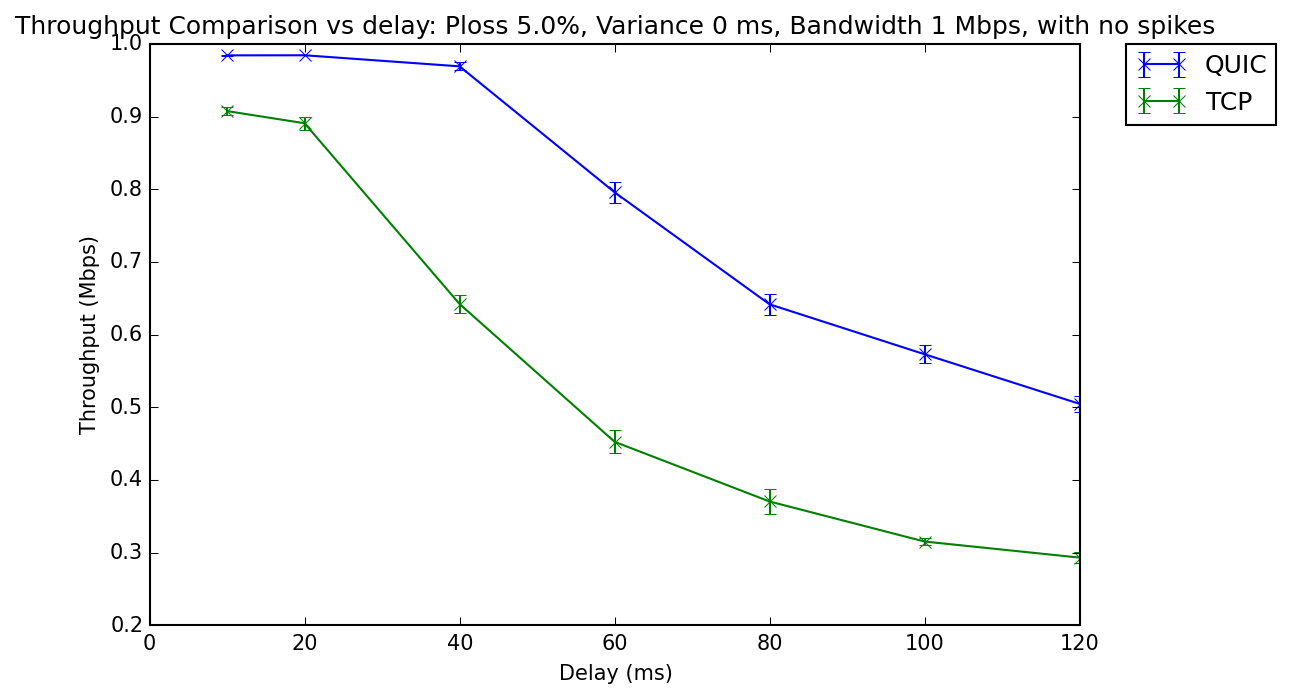 Throughput Comparison vs delay: Ploss 5.0%, Variance 0 ms, Bandwidth 1 Mbps, with no spikes
QUIC
TCP
1.0
0.9
0.8
0.7
0.6
0.5
0.4
0.3
0.2
Throughput (Mbps)
0 20 40 60 80 100 120
Delay (ms)